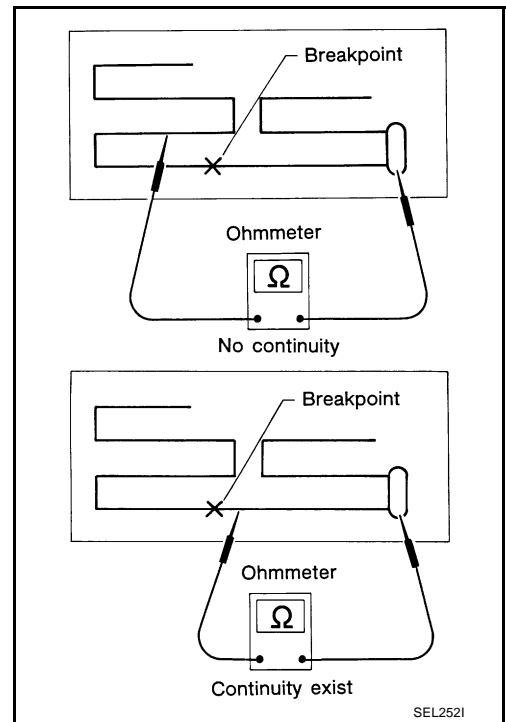 Breakpoint
Ohmmeter
Ω
No continuity
Breakpoint
Ohmmeter
Ω
Continuity exist
SEL252I